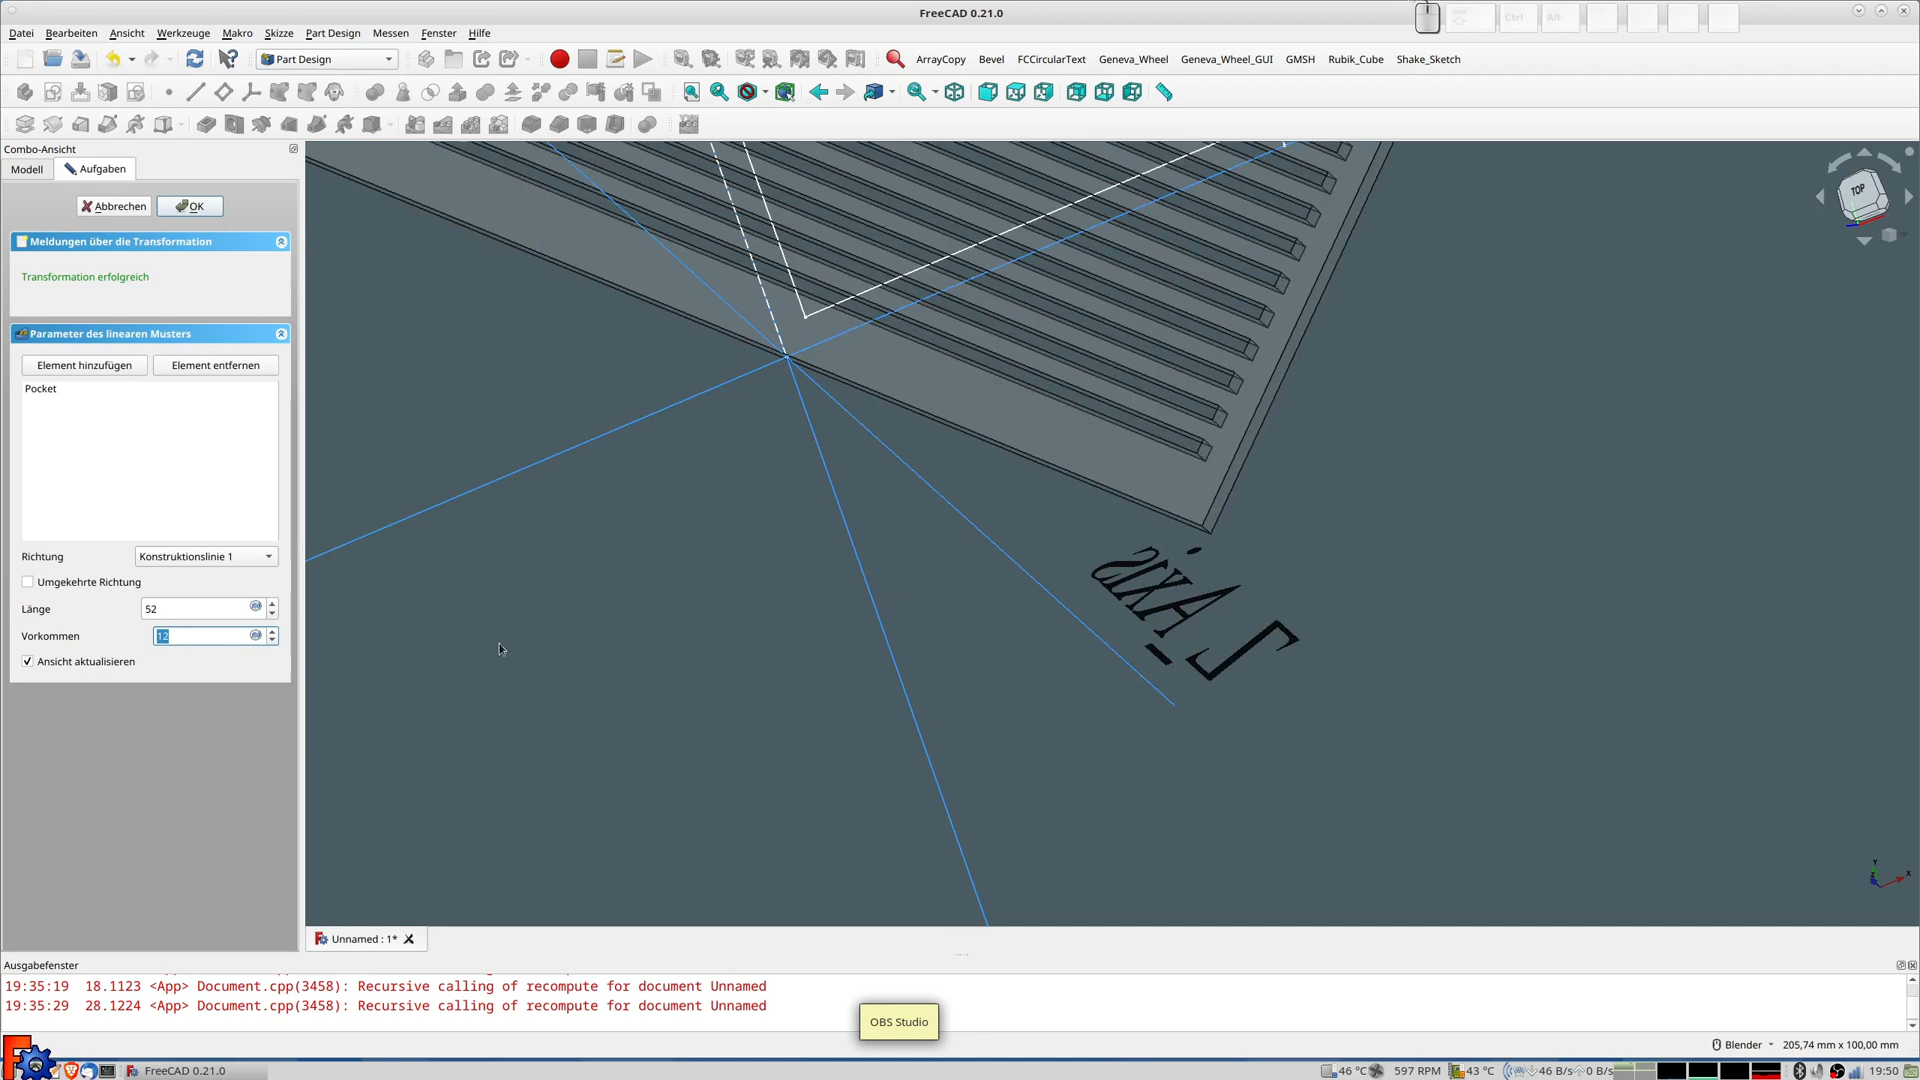 FreeCAD 0.21.0
Ctrl Alt
Datei Bearbeiten Ansicht Werkzeuge Makro Skizze Part Design Messen Fenster Hilfe
Part Design ArrayCopy Bevel FCCircularText Geneva_Wheel Geneva_Wheel_GUI GMSH Rubik_Cube Shake_Sketch
Combo-Ansicht
Modell Aufgaben
Abbrechen OK
Meldungen über die Transformation
Transformation erfolgreich
Parameter des linearen Musters
Element hinzufügen Element entfernen
Pocket
Richtung Konstruktionslinie 1
Umgekehrte Richtung
Länge 52
Vorkommen 12
Ansicht aktualisieren
TOP
Z_Axis
Y
Z X
Unnamed : 1*
Ausgabefenster
19:35:19 18.1123 <App> Document.cpp(3458): Recursive calling of recompute for document Unnamed
19:35:29 28.1224 <App> Document.cpp(3458): Recursive calling of recompute for document Unnamed
OBS Studio
Blender 205,74 mm x 100,00 mm
FreeCAD 0.21.0 46 °C 597 RPM 43 °C 46 B/s 0 B/s 19:50